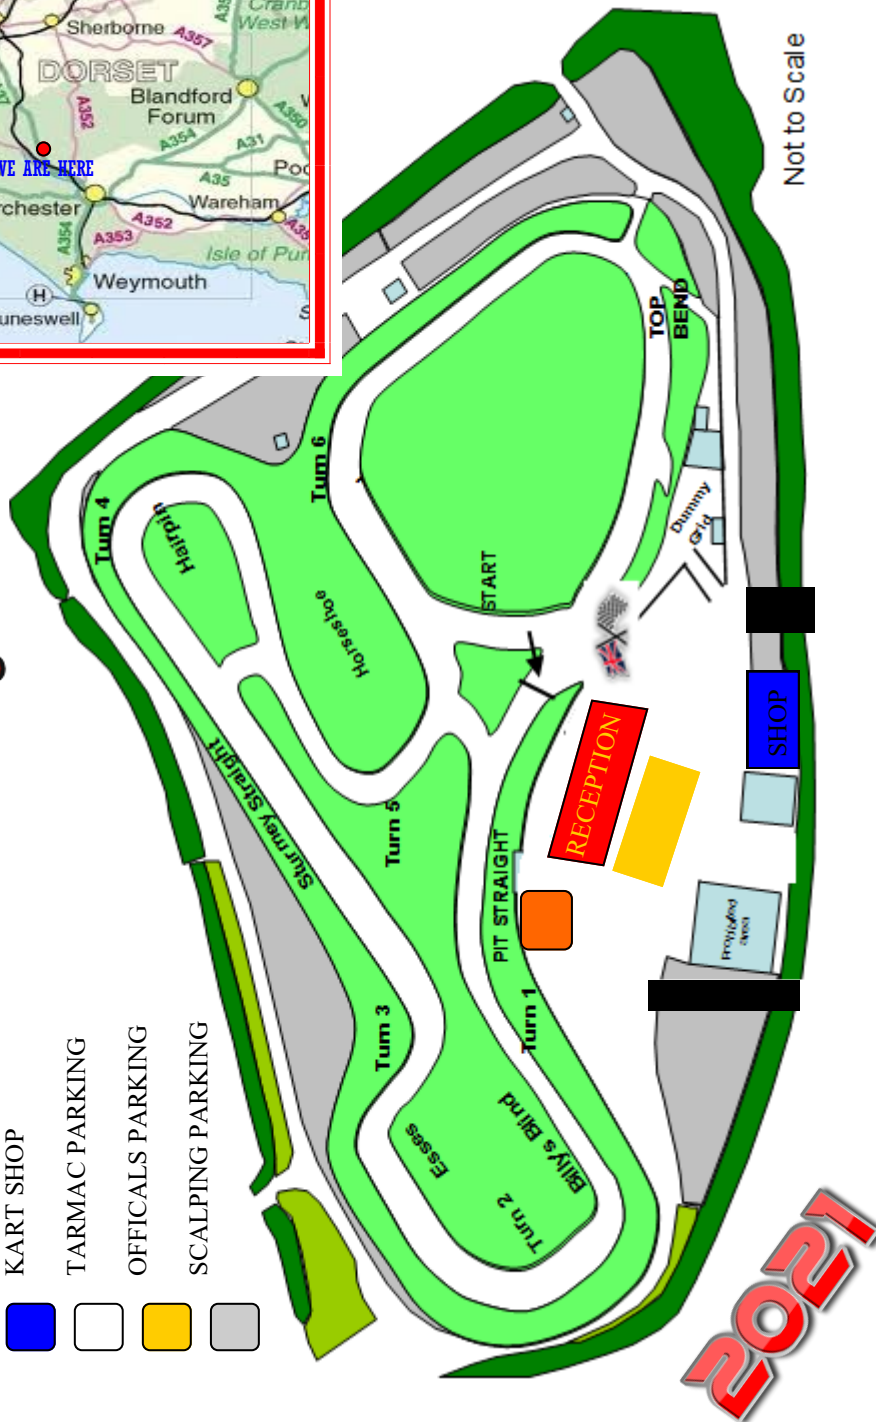 Cranb
West W
Sherborne
A357
A35
DORSET
A37
A352
Blandford
Forum
A350
A354
A31
WE ARE HERE
A35
Poo
rchester
Wareham
A352
A353
A35
A354
Isle of Pur
Weymouth
H
uneswell
Not to Scale
TOP
BEND
Turn 6
Turn 4
Hairpin
Dummy
Grid
START
Horseshoe
SHOP
RECEPTION
Sturmey Straight
Turn 5
PIT STRAIGHT
Turn 3
Turn 1
Billy's Blind
Esses
Turn 2
KART SHOP
TARMAC PARKING
OFFICALS PARKING
SCALPING PARKING
2021